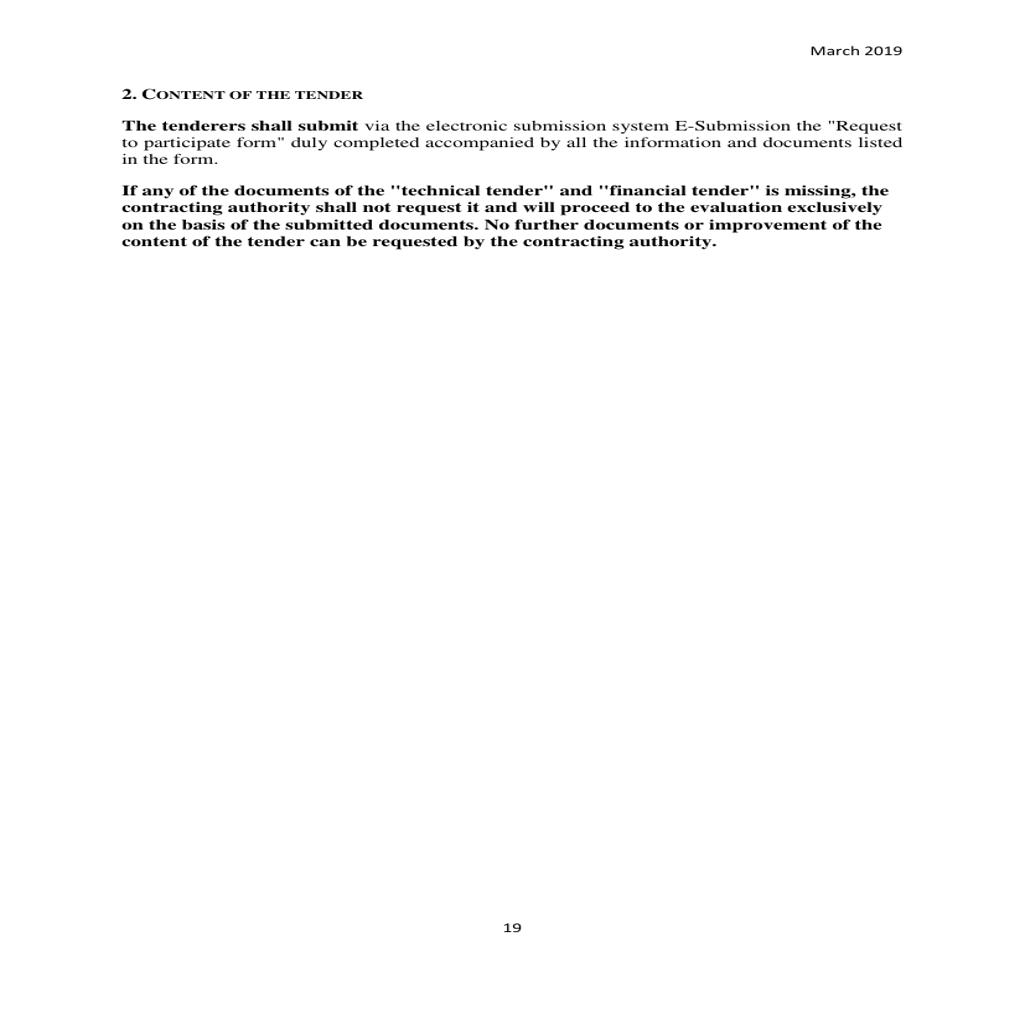 March 2019
2. CONTENT OF THE TENDER
The tenderers shall submit via the electronic submission system E-Submission the "Request
to participate form" duly completed accompanied by all the information and documents listed
in the form.
If any of the documents of the "technical tender" and "financial tender" is missing, the
contracting authority shall not request it and will proceed to the evaluation exclusively
on the basis of the submitted documents. No further documents or improvement of the
content of the tender can be requested by the contracting authority.
19